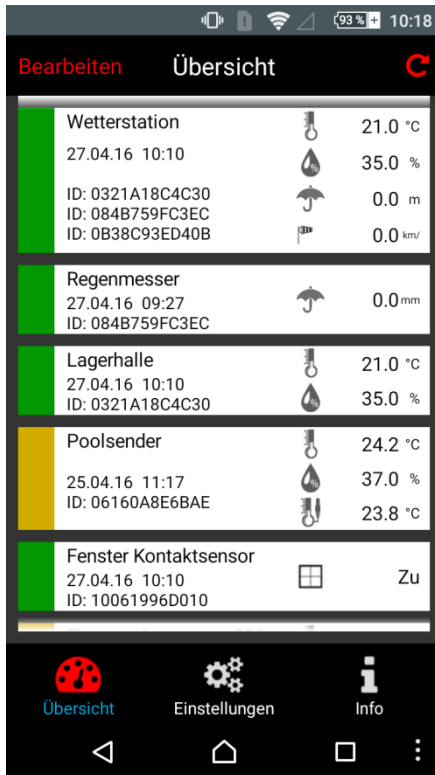 93 % 10:18
Bearbeiten Übersicht
Wetterstation 21.0 °C
27.04.16 10:10 35.0 %
ID: 0321A18C4C30 0.0 m
ID: 084B759FC3EC
ID: 0B38C93ED40B 0.0 km/
Regenmesser
27.04.16 09:27 0.0 mm
ID: 084B759FC3EC
Lagerhalle 21.0 °C
27.04.16 10:10
ID: 0321A18C4C30 35.0 %
Poolsender 24.2 °C
25.04.16 11:17 37.0 %
ID: 06160A8E6BAE 23.8 °C
Fenster Kontaktsensor
27.04.16 10:10 Zu
ID: 10061996D010
Übersicht Einstellungen Info